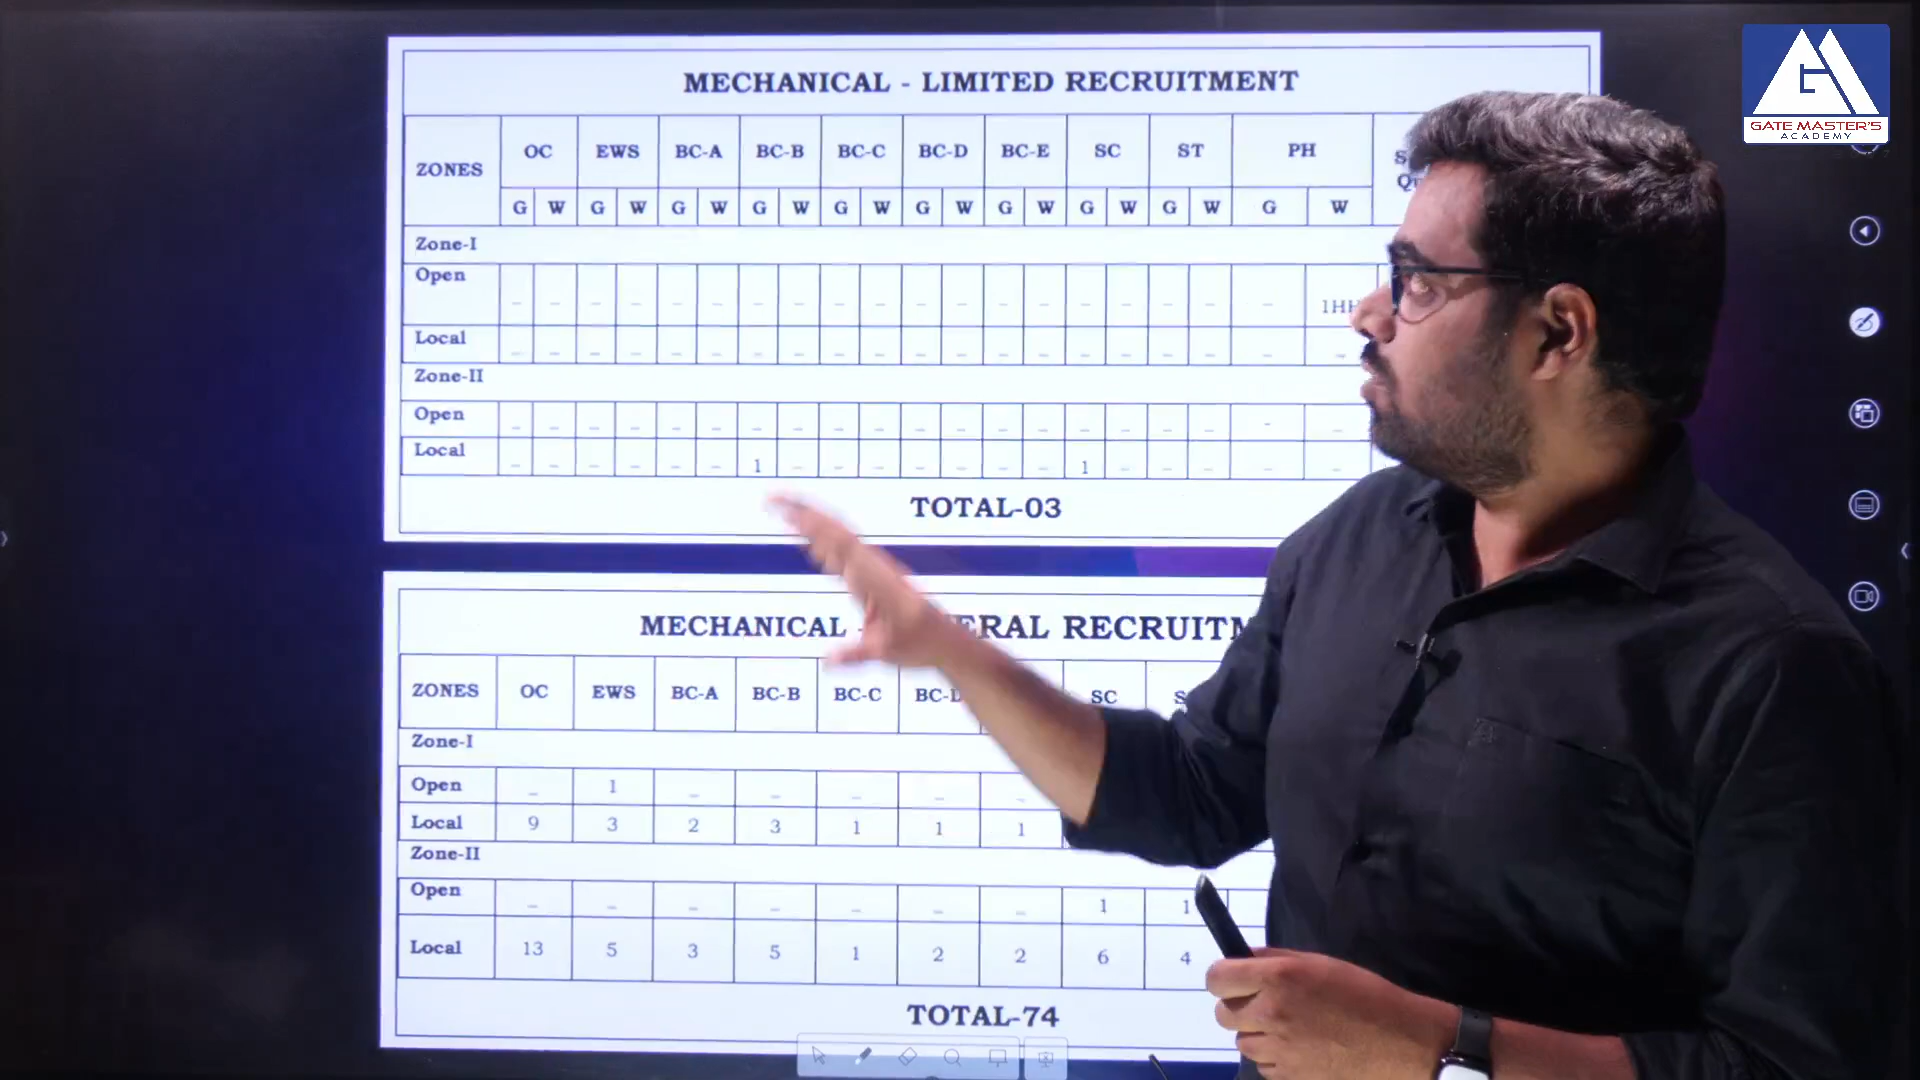 MECHANICAL - LIMITED RECRUITMENT
ZONES OC EWS BC-A BC-B BC-C BC-D BC-E SC ST PH
G W G W G W G W G W G W G W G W G W G W
Zone-I
Open – – – – – – – – – – – – – – – – – – –
Local – – – – – – – – – – – – – – – – – – – –
Zone-II
Open – – – – – – – – – – – – – – – – – – - –
Local – – – – – – 1 – – – – – – – 1 – – – – –
TOTAL-03
MECHANICAL
ZONES OC EWS BC-A BC-B BC-C SC
Zone-I
Open – 1 – – – – –
Local 9 3 2 3 1 1 1
Zone-II
Open – – – – – – – 1 1
Local 13 5 3 5 1 2 2 6 4
TOTAL-74
GATE MASTER'S
ACADEMY